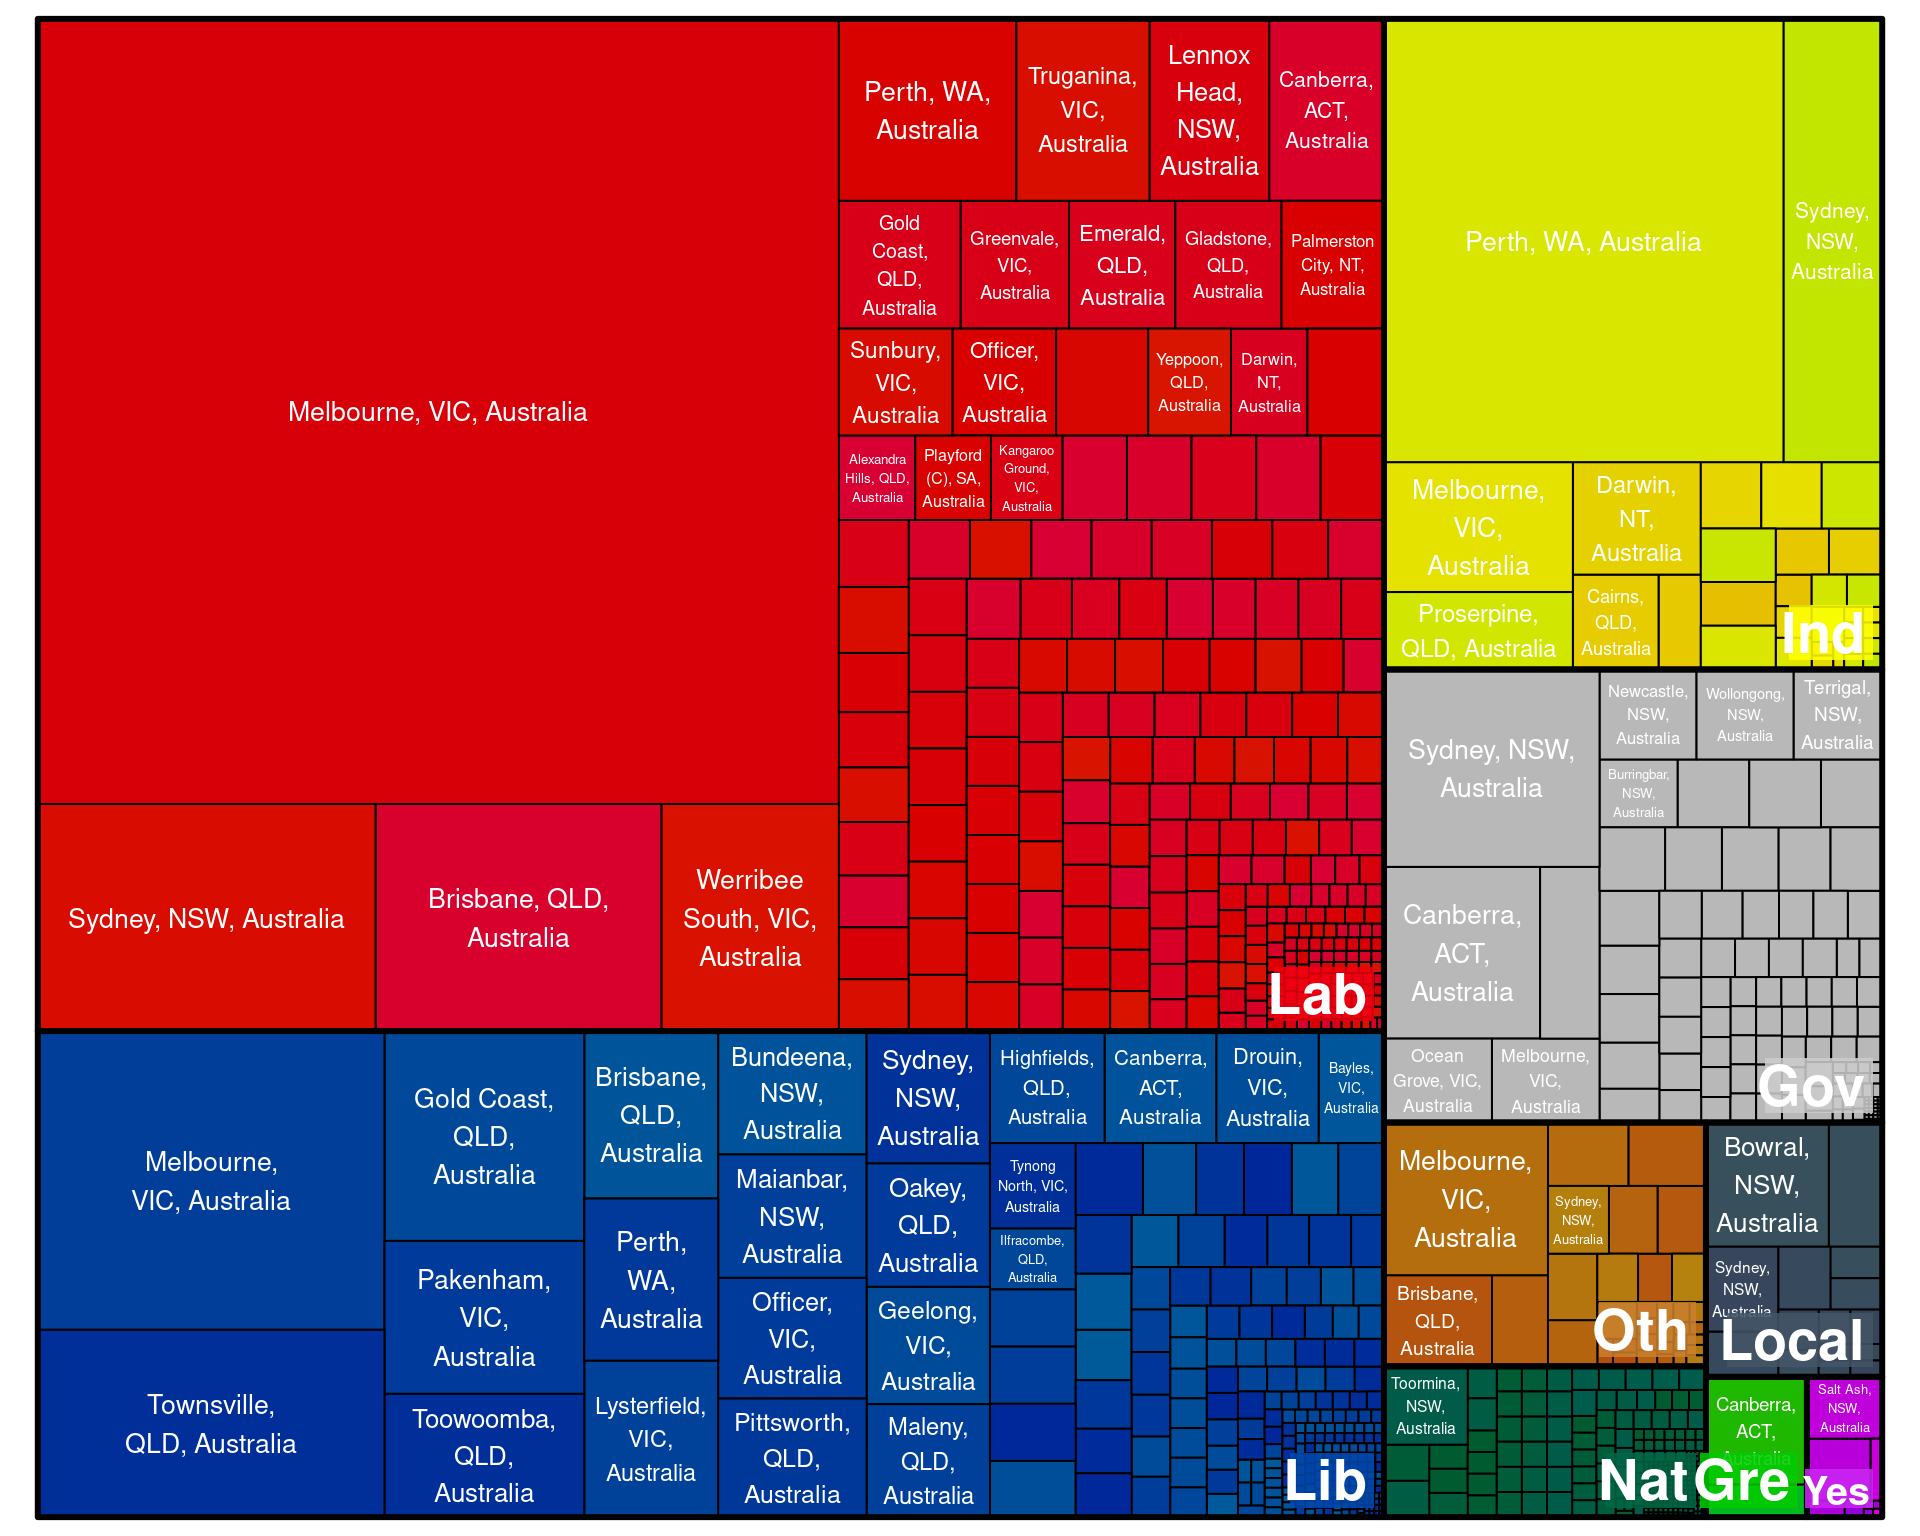 Melbourne, VIC, Australia
Sydney, NSW, Australia
Brisbane, QLD,
Australia
Werribee
South, VIC,
Australia
Perth, WA,
Australia
Truganina,
VIC,
Australia
Lennox
Head,
NSW,
Australia
Canberra,
ACT,
Australia
Gold
Coast,
QLD,
Australia
Greenvale,
VIC,
Australia
Emerald,
QLD,
Australia
Gladstone,
QLD,
Australia
Palmerston
City, NT,
Australia
Sunbury,
VIC,
Australia
Officer,
VIC,
Australia
Yeppoon,
QLD,
Australia
Darwin,
NT,
Australia
Alexandra
Hills, QLD,
Australia
Playford
(C), SA,
Australia
Kangaroo
Ground,
VIC,
Australia
Lab
Melbourne,
VIC, Australia
Townsville,
QLD, Australia
Gold Coast,
QLD,
Australia
Pakenham,
VIC,
Australia
Toowoomba,
QLD,
Australia
Brisbane,
QLD,
Australia
Perth,
WA,
Australia
Lysterfield,
VIC,
Australia
Bundeena,
NSW,
Australia
Maianbar,
NSW,
Australia
Officer,
VIC,
Australia
Pittsworth,
QLD,
Australia
Sydney,
NSW,
Australia
Oakey,
QLD,
Australia
Geelong,
VIC,
Australia
Maleny,
QLD,
Australia
Highfields,
QLD,
Australia
Canberra,
ACT,
Australia
Drouin,
VIC,
Australia
Bayles,
VIC,
Australia
Tynong
North, VIC,
Australia
Ilfracombe,
QLD,
Australia
Lib
Perth, WA, Australia
Sydney,
NSW,
Australia
Melbourne,
VIC,
Australia
Proserpine,
QLD, Australia
Darwin,
NT,
Australia
Cairns,
QLD,
Australia
Ind
Sydney, NSW,
Australia
Canberra,
ACT,
Australia
Ocean
Grove, VIC,
Australia
Melbourne,
VIC,
Australia
Newcastle,
NSW,
Australia
Wollongong,
NSW,
Australia
Terrigal,
NSW,
Australia
Burringbar,
NSW,
Australia
Gov
Melbourne,
VIC,
Australia
Brisbane,
QLD,
Australia
Sydney,
NSW,
Australia
Oth
Bowral,
NSW,
Australia
Sydney,
NSW,
Australia
Local
Toormina,
NSW,
Australia
Nat
Canberra,
ACT,
Australia
Gre
Salt Ash,
NSW,
Australia
Yes